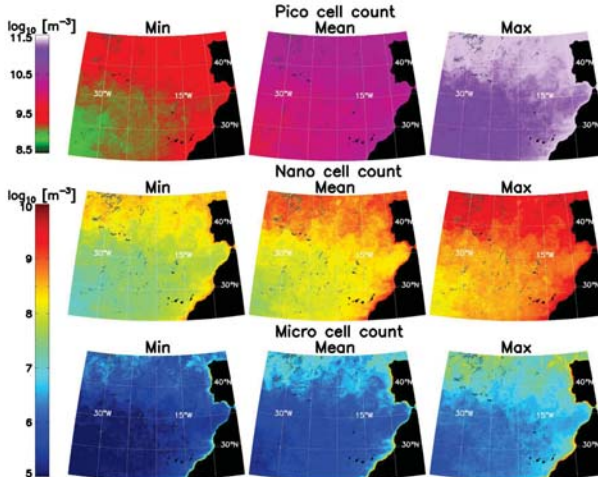 Pico cell count
log₁₀ [m⁻³]
Min Mean Max
11.5
10.5
9.5
8.5
40°N
30°W 15°W
30°N
40°N
30°W 15°W
30°N
40°N
30°W 15°W
30°N
Nano cell count
log₁₀ [m⁻³]
Min Mean Max
10
9
8
7
6
5
40°N
30°W 15°W
30°N
40°N
30°W 15°W
30°N
40°N
30°W 15°W
30°N
Micro cell count
Min Mean Max
40°N
30°W 15°W
30°N
40°N
30°W 15°W
30°N
40°N
30°W 15°W
30°N